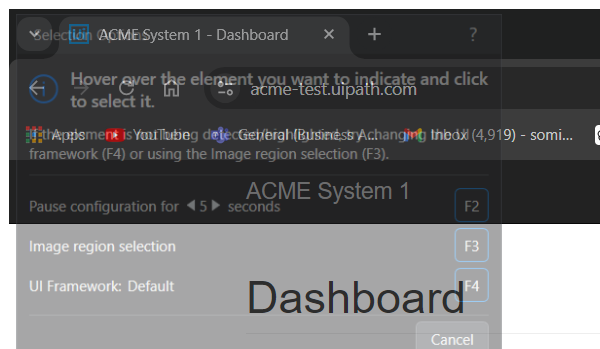 Selection Options
ACME System 1 - Dashboard
?
Hover over the element you want to indicate and click
to select it.
acme-test.uipath.com
If the element is not being detected/highlighted, try changing the UI
framework (F4) or using the Image region selection (F3).
Apps
YouTube
General (Business A...
Inbox (4,919) - somi...
ACME System 1
Pause configuration for 5 seconds
F2
Image region selection
F3
UI Framework: Default
F4
Dashboard
Cancel